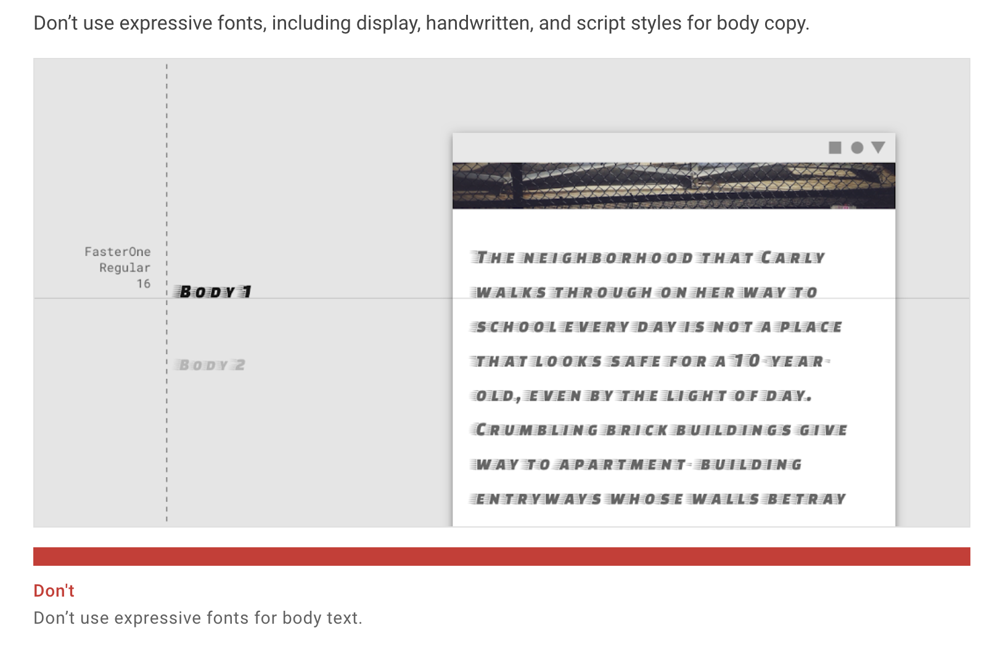 Don’t use expressive fonts, including display, handwritten, and script styles for body copy.
FasterOne
Regular
16
Body 1
Body 2
The neighborhood that Carly
walks through on her way to
school every day is not a place
that looks safe for a 10-year-
old, even by the light of day.
Crumbling brick buildings give
way to apartment-building
entryways whose walls betray
Don't
Don’t use expressive fonts for body text.